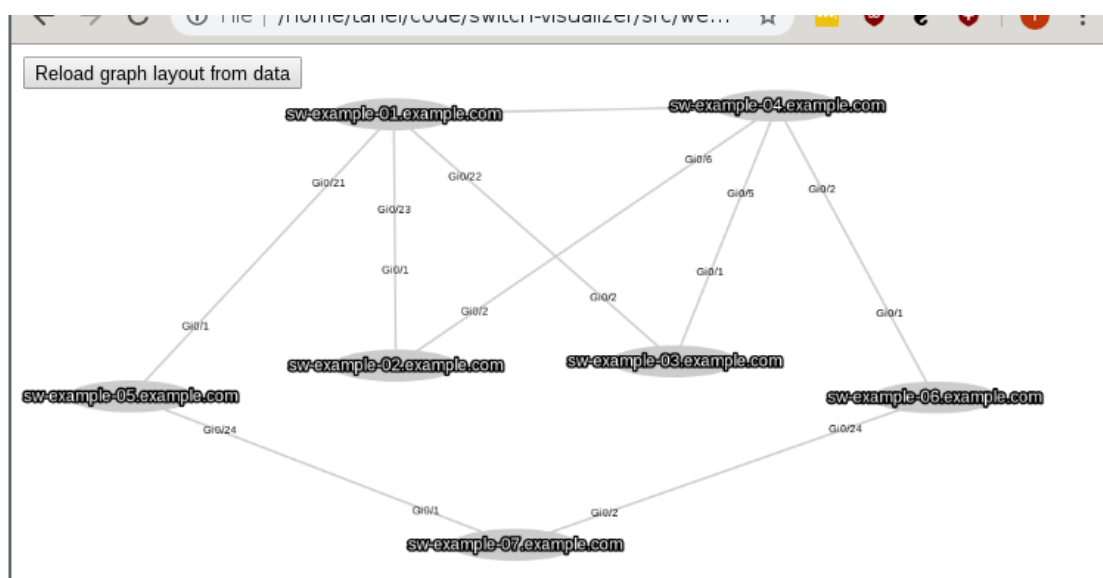 /home/tanel/code/switch-visualizer/src/we...
Reload graph layout from data
sw-example-01.example.com
sw-example-04.example.com
Gi0/6
Gi0/22
Gi0/21
Gi0/5
Gi0/2
Gi0/23
Gi0/1
Gi0/1
Gi0/2
Gi0/2
Gi0/1
Gi0/1
sw-example-02.example.com
sw-example-03.example.com
sw-example-05.example.com
sw-example-06.example.com
Gi0/24
Gi0/24
Gi0/1
Gi0/2
sw-example-07.example.com